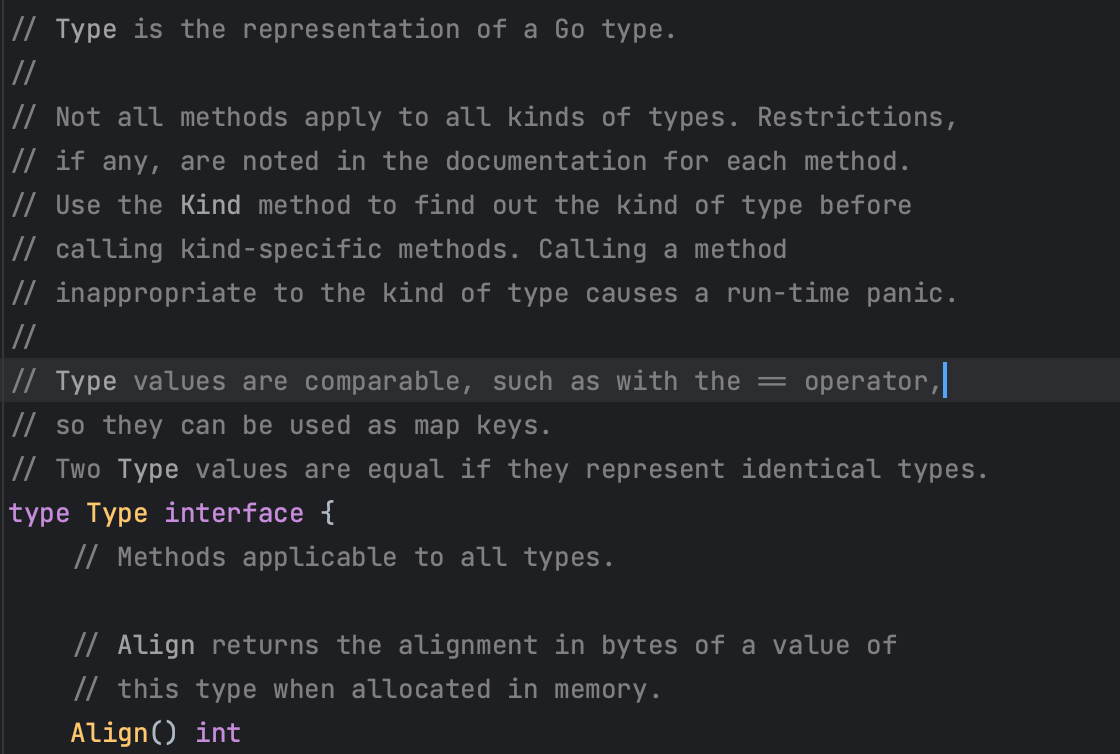 // Type is the representation of a Go type.
//
// Not all methods apply to all kinds of types. Restrictions,
// if any, are noted in the documentation for each method.
// Use the Kind method to find out the kind of type before
// calling kind-specific methods. Calling a method
// inappropriate to the kind of type causes a run-time panic.
//
// Type values are comparable, such as with the == operator,
// so they can be used as map keys.
// Two Type values are equal if they represent identical types.
type Type interface {
    // Methods applicable to all types.

    // Align returns the alignment in bytes of a value of
    // this type when allocated in memory.
    Align() int